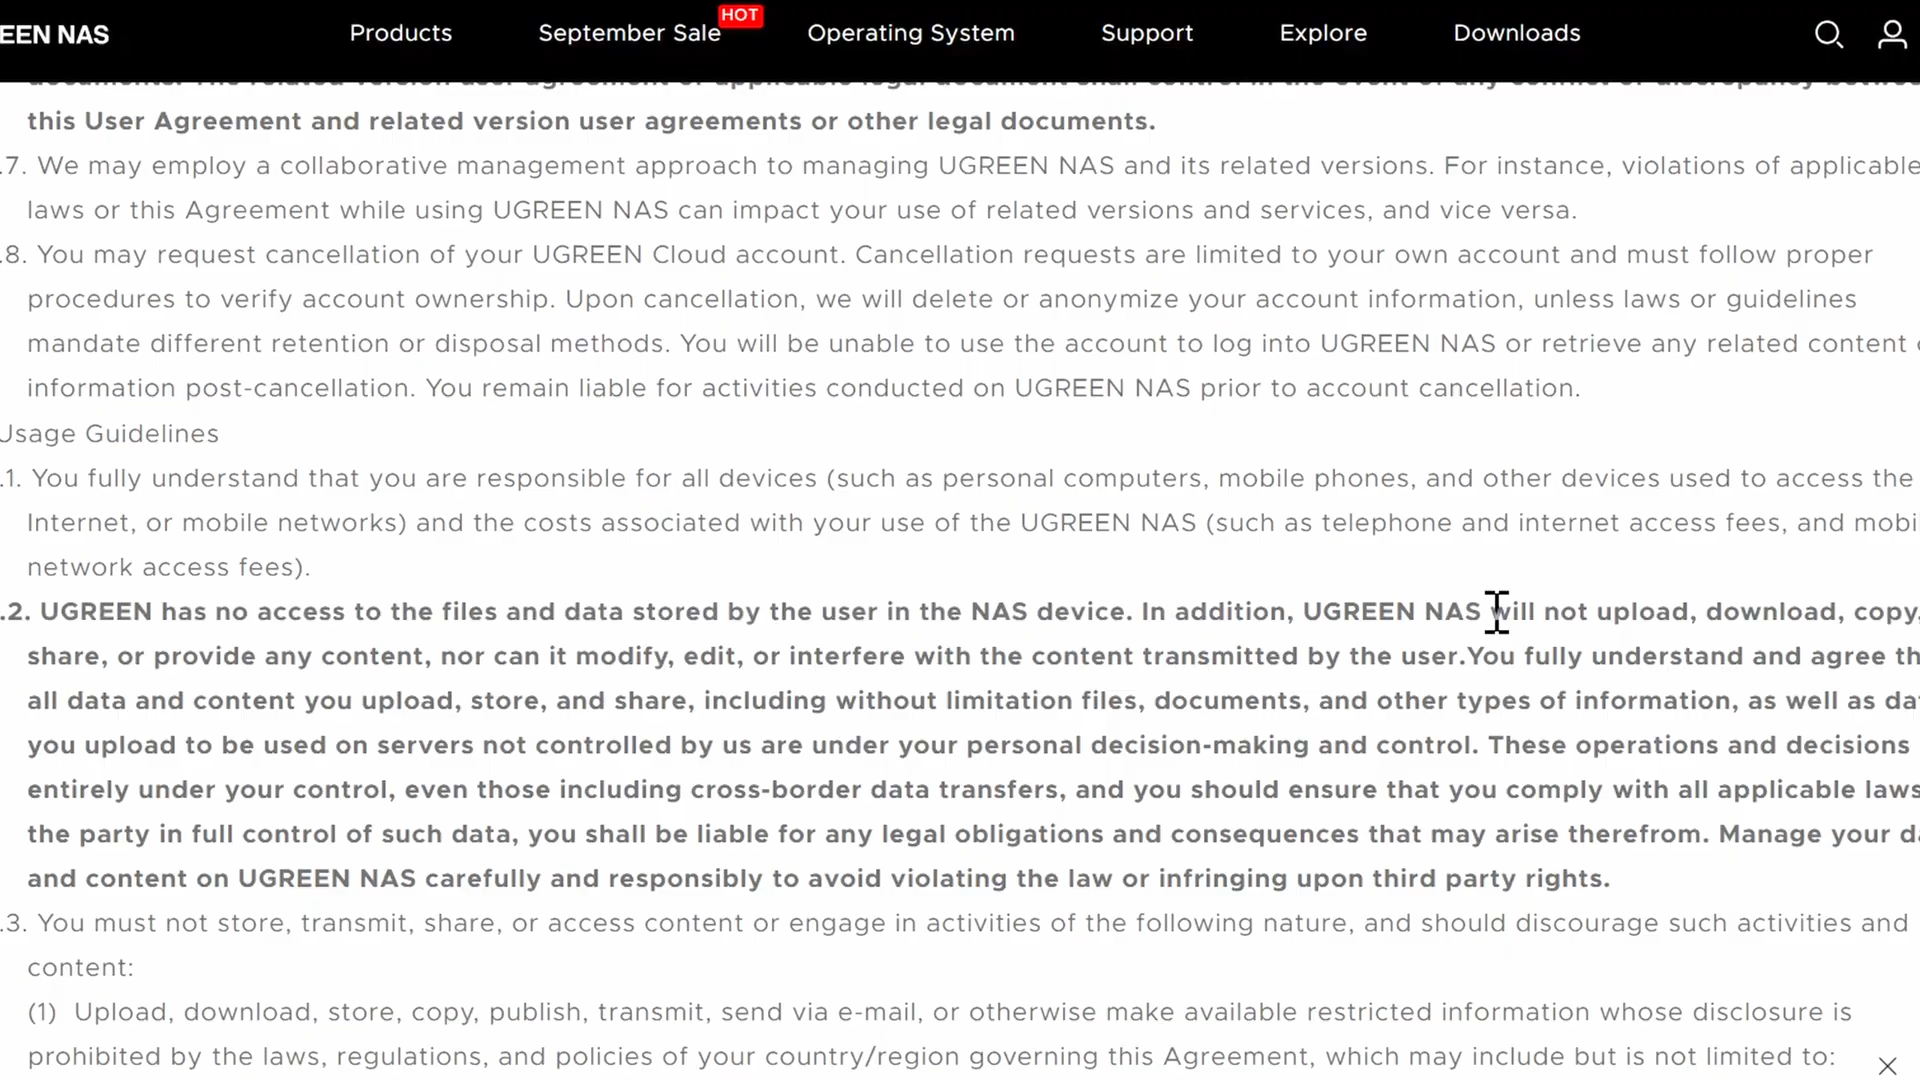 EEN NAS
Products
September Sale
HOT
Operating System
Support
Explore
Downloads
documents. The related version user agreement or applicable legal document shall control in the event of any conflict or discrepancy
this User Agreement and related version user agreements or other legal documents.
.7. We may employ a collaborative management approach to managing UGREEN NAS and its related versions. For instance, violations of applicable
laws or this Agreement while using UGREEN NAS can impact your use of related versions and services, and vice versa.
.8. You may request cancellation of your UGREEN Cloud account. Cancellation requests are limited to your own account and must follow proper
procedures to verify account ownership. Upon cancellation, we will delete or anonymize your account information, unless laws or guidelines
mandate different retention or disposal methods. You will be unable to use the account to log into UGREEN NAS or retrieve any related content
information post-cancellation. You remain liable for activities conducted on UGREEN NAS prior to account cancellation.
Usage Guidelines
.1. You fully understand that you are responsible for all devices (such as personal computers, mobile phones, and other devices used to access the
Internet, or mobile networks) and the costs associated with your use of the UGREEN NAS (such as telephone and internet access fees, and mobi
network access fees).
.2. UGREEN has no access to the files and data stored by the user in the NAS device. In addition, UGREEN NAS will not upload, download, copy,
share, or provide any content, nor can it modify, edit, or interfere with the content transmitted by the user.You fully understand and agree th
all data and content you upload, store, and share, including without limitation files, documents, and other types of information, as well as da
you upload to be used on servers not controlled by us are under your personal decision-making and control. These operations and decisions
entirely under your control, even those including cross-border data transfers, and you should ensure that you comply with all applicable laws
the party in full control of such data, you shall be liable for any legal obligations and consequences that may arise therefrom. Manage your da
and content on UGREEN NAS carefully and responsibly to avoid violating the law or infringing upon third party rights.
.3. You must not store, transmit, share, or access content or engage in activities of the following nature, and should discourage such activities and
content:
(1) Upload, download, store, copy, publish, transmit, send via e-mail, or otherwise make available restricted information whose disclosure is
prohibited by the laws, regulations, and policies of your country/region governing this Agreement, which may include but is not limited to: